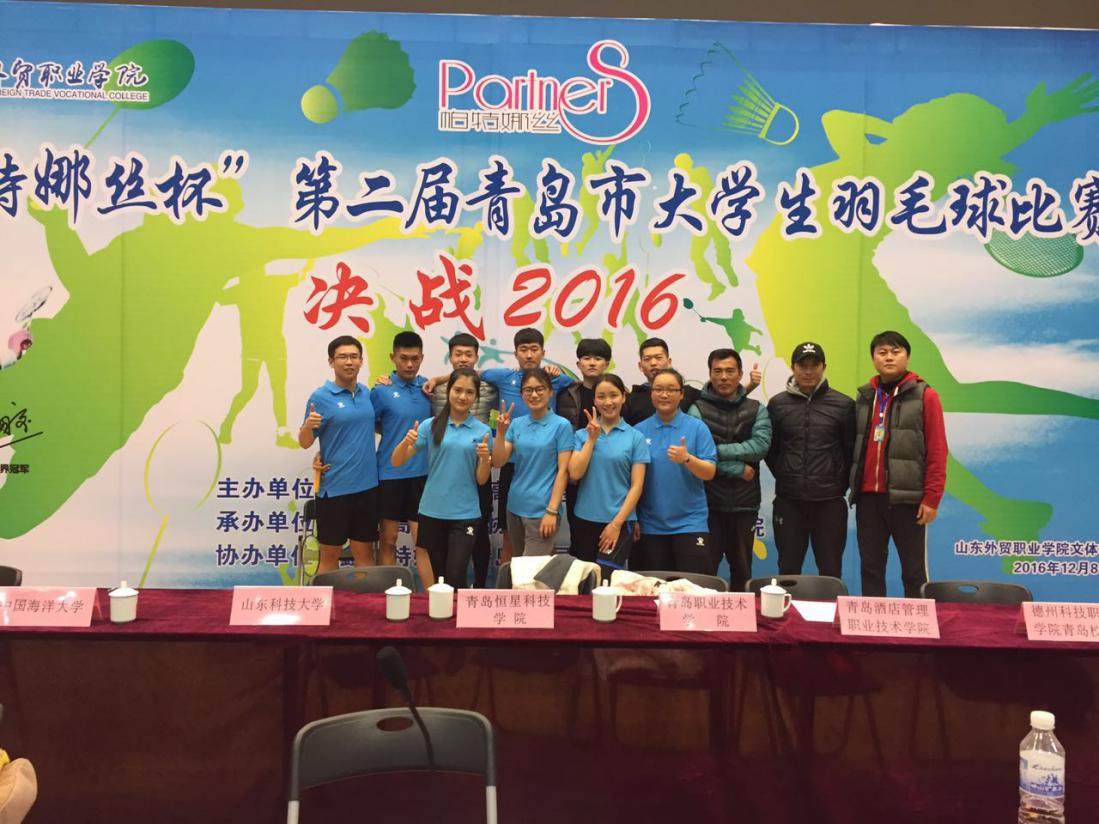 贸职业学院
EIGN TRADE VOCATIONAL COLLEGE
PartnerS
帕特娜丝
特娜丝杯”第二届青岛市大学生羽毛球比赛
决战2016
界冠军
主办单位
承办单位
协办单位
山东外贸职业学院文体
2016年12月8
中国海洋大学
山东科技大学
青岛恒星科技
学院
青岛职业技术
学院
青岛酒店管理
职业技术学院
德州科技职
学院青岛校